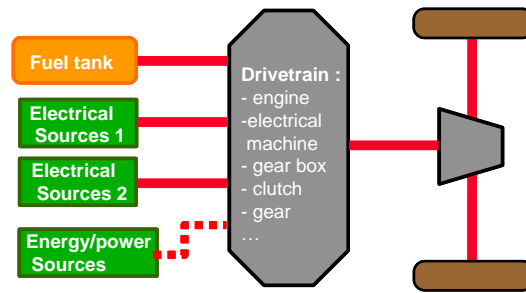 Fuel tank
Electrical
Sources 1
Electrical
Sources 2
Energy/power
Sources
Drivetrain :
- engine
-electrical
machine
- gear box
- clutch
- gear
...